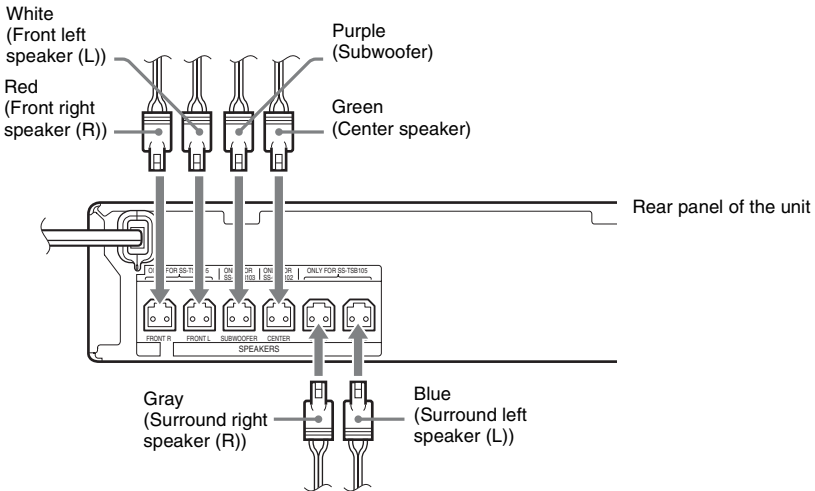 White
(Front left
speaker (L))
Purple
(Subwoofer)
Red
(Front right
speaker (R))
Green
(Center speaker)
Rear panel of the unit
ONLY FOR SS-TSB105
FRONT R
FRONT L
SUBWOOFER
CENTER
SPEAKERS
Gray
(Surround right
speaker (R))
Blue
(Surround left
speaker (L))